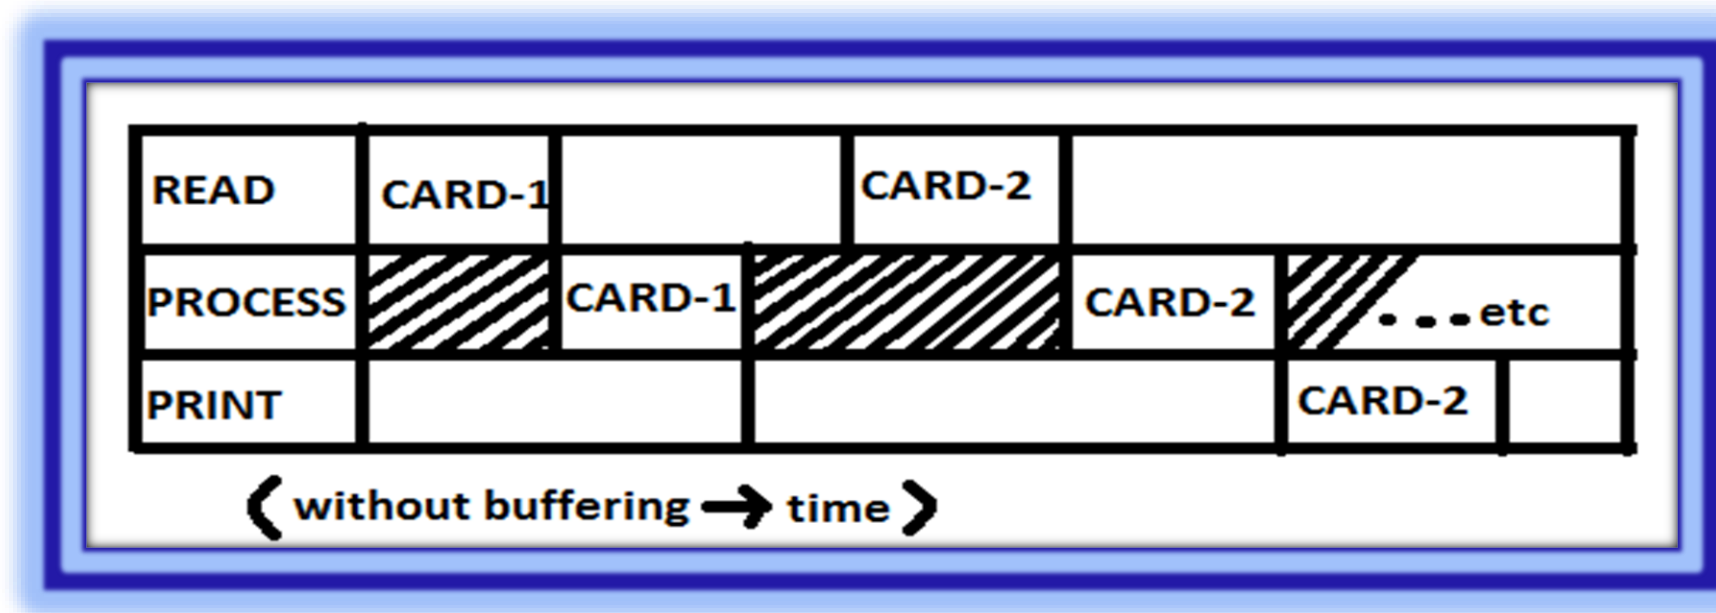 READ CARD-1 CARD-2
PROCESS CARD-1 CARD-2 ---etc
PRINT CARD-2
(without buffering → time)